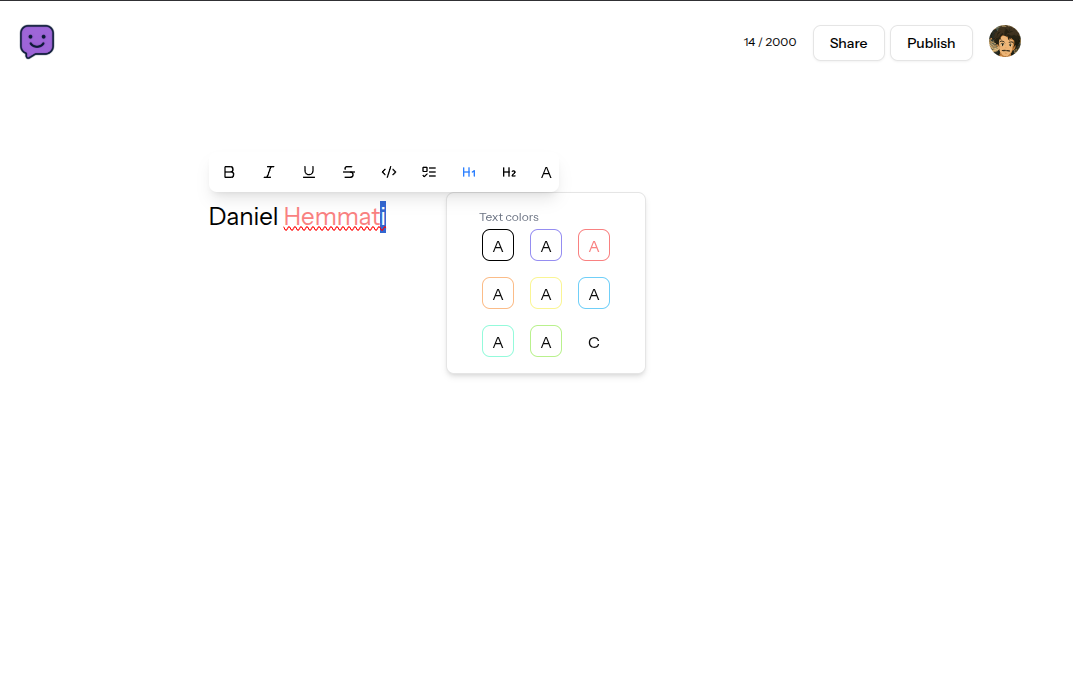 14 / 2000 Share Publish
B I U S </> H1 H2 A
Daniel Hemmati
Text colors
A A A
A A A
A A C